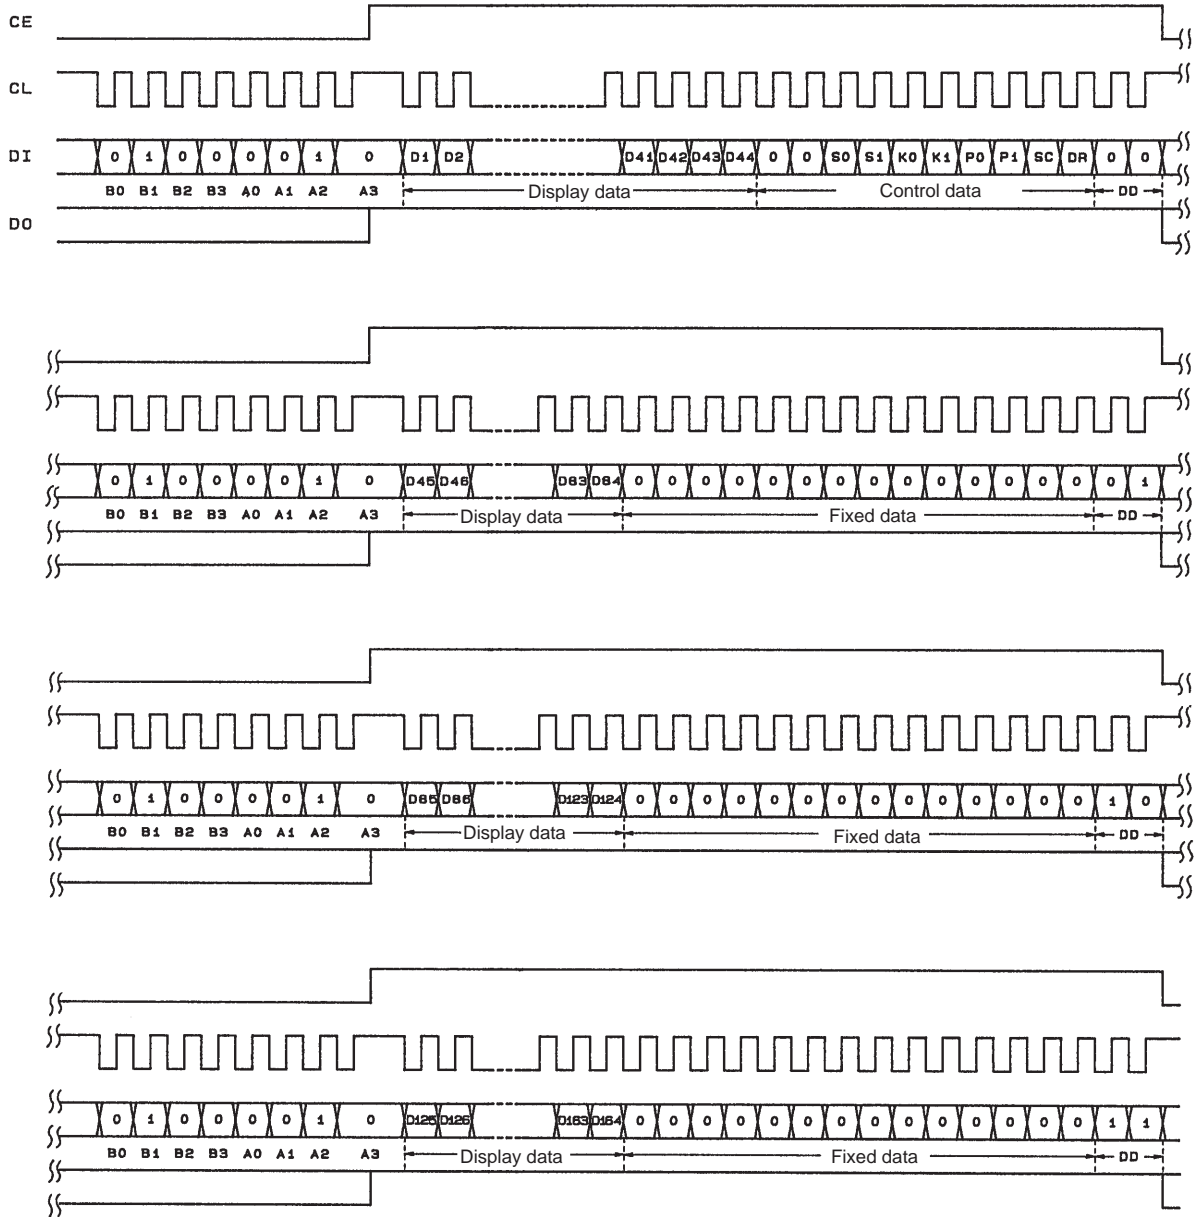 CE
CL
DI 0 1 0 0 0 0 1 0 D1 D2 D41 D42 D43 D44 0 0 S0 S1 K0 K1 P0 P1 SC DR 0 0
B0 B1 B2 B3 A0 A1 A2 A3 Display data Control data DD
DO
0 1 0 0 0 0 1 0 D45 D46 D83 D84 0 0 0 0 0 0 0 0 0 0 0 0 0 0 0 1
B0 B1 B2 B3 A0 A1 A2 A3 Display data Fixed data DD
0 1 0 0 0 0 1 0 D85 D86 D123 D124 0 0 0 0 0 0 0 0 0 0 0 0 0 0 1 0
B0 B1 B2 B3 A0 A1 A2 A3 Display data Fixed data DD
0 1 0 0 0 0 1 0 D125 D126 D163 D164 0 0 0 0 0 0 0 0 0 0 0 0 0 0 1 1
B0 B1 B2 B3 A0 A1 A2 A3 Display data Fixed data DD